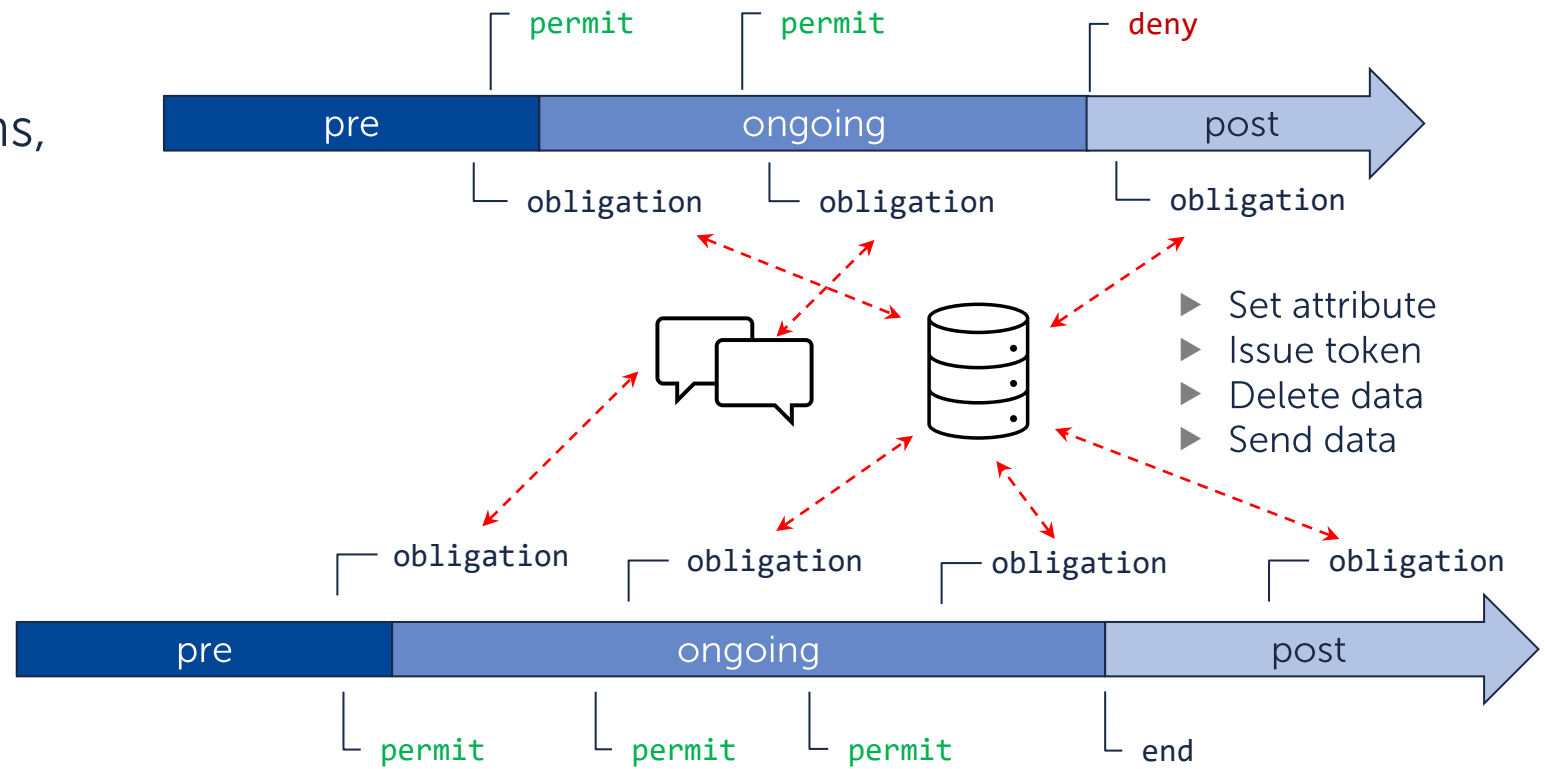 permit permit deny
ns,
pre ongoing post
obligation obligation obligation
▶ Set attribute
▶ Issue token
▶ Delete data
▶ Send data
obligation obligation obligation obligation
pre ongoing post
permit permit permit end